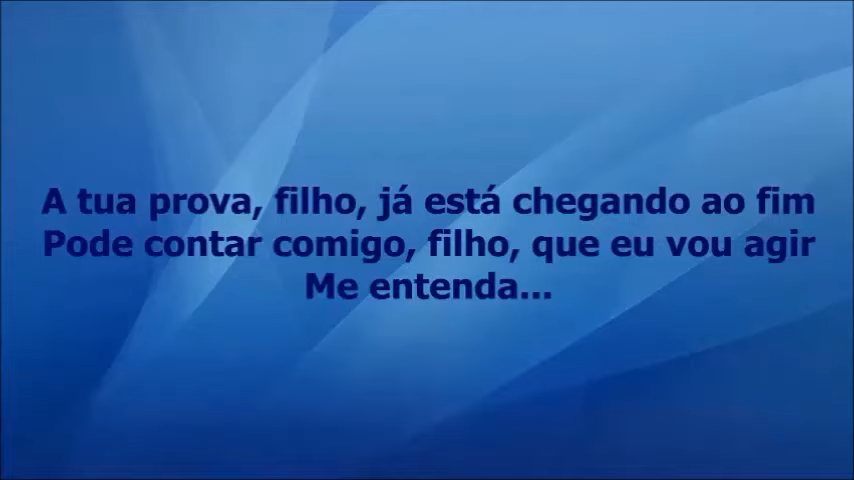 A tua prova, filho, já está chegando ao fim
Pode contar comigo, filho, que eu vou agir
Me entenda...